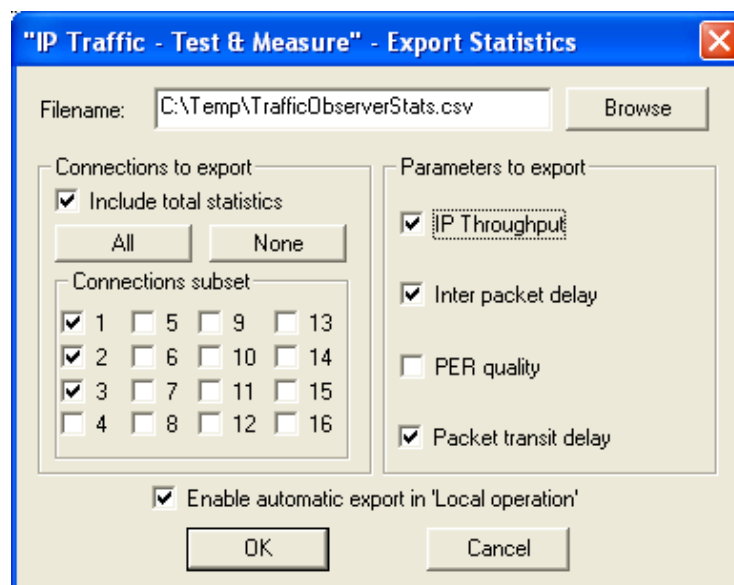 "IP Traffic - Test & Measure" - Export Statistics
Filename: C:\Temp\TrafficObserverStats.csv Browse
Connections to export
Include total statistics
All None
Connections subset
1 5 9 13
2 6 10 14
3 7 11 15
4 8 12 16
Parameters to export
IP Throughput
Inter packet delay
PER quality
Packet transit delay
Enable automatic export in 'Local operation'
OK Cancel